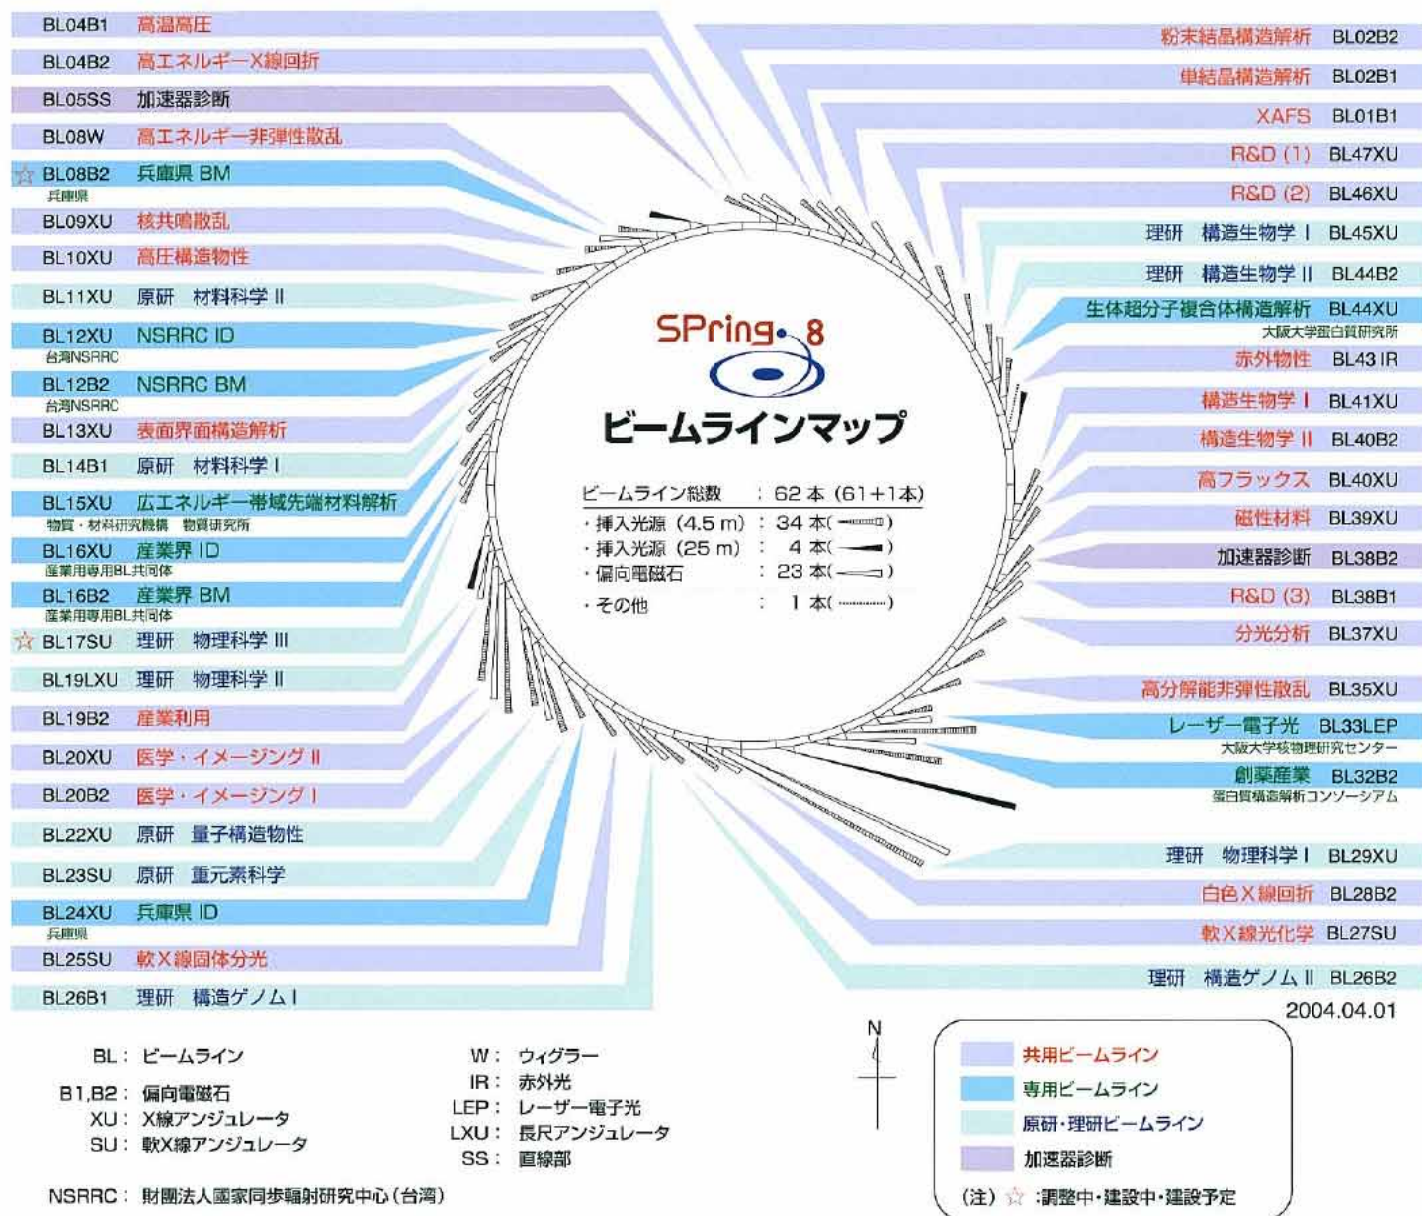 BL04B1 高温高圧
BL04B2 高エネルギーX線回折
BL05SS 加速器診断
BL08W 高エネルギー非弾性散乱
☆ BL08B2 兵庫県 BM
兵庫県
BL09XU 核共鳴散乱
BL10XU 高圧構造物性
BL11XU 原研 材料科学 II
BL12XU NSRRC ID
台湾NSRRC
BL12B2 NSRRC BM
台湾NSRRC
BL13XU 表面界面構造解析
BL14B1 原研 材料科学 I
BL15XU 広エネルギー帯域先端材料解析
物質・材料研究機構 物質研究所
BL16XU 産業界 ID
産業用専用BL共同体
BL16B2 産業界 BM
産業用専用BL共同体
☆ BL17SU 理研 物理科学 III
BL19LXU 理研 物理科学 II
BL19B2 産業利用
BL20XU 医学・イメージング II
BL20B2 医学・イメージング I
BL22XU 原研 量子構造物性
BL23SU 原研 重元素科学
BL24XU 兵庫県 ID
兵庫県
BL25SU 軟X線固体分光
BL26B1 理研 構造ゲノム I
SPring-8
ビームラインマップ
ビームライン総数 : 62 本 (61+1本)
・挿入光源 (4.5 m) : 34 本( )
・挿入光源 (25 m) : 4 本( )
・偏向電磁石 : 23 本( )
・その他 : 1 本( )
粉末結晶構造解析 BL02B2
単結晶構造解析 BL02B1
XAFS BL01B1
R&D (1) BL47XU
R&D (2) BL46XU
理研 構造生物学 I BL45XU
理研 構造生物学 II BL44B2
生体超分子複合体構造解析 BL44XU
大阪大学蛋白質研究所
赤外物性 BL43 IR
構造生物学 I BL41XU
構造生物学 II BL40B2
高フラックス BL40XU
磁性材料 BL39XU
加速器診断 BL38B2
R&D (3) BL38B1
分光分析 BL37XU
高分解能非弾性散乱 BL35XU
レーザー電子光 BL33LEP
大阪大学核物理研究センター
創薬産業 BL32B2
蛋白質構造解析コンソーシアム
理研 物理科学 I BL29XU
白色X線回折 BL28B2
軟X線光化学 BL27SU
理研 構造ゲノム II BL26B2
2004.04.01
BL : ビームライン
B1,B2 : 偏向電磁石
XU : X線アンジュレータ
SU : 軟X線アンジュレータ
W : ウィグラー
IR : 赤外光
LEP : レーザー電子光
LXU : 長尺アンジュレータ
SS : 直線部
NSRRC : 財團法人國家同歩輻射研究中心(台湾)
N
共用ビームライン
専用ビームライン
原研・理研ビームライン
加速器診断
(注) ☆ :調整中・建設中・建設予定